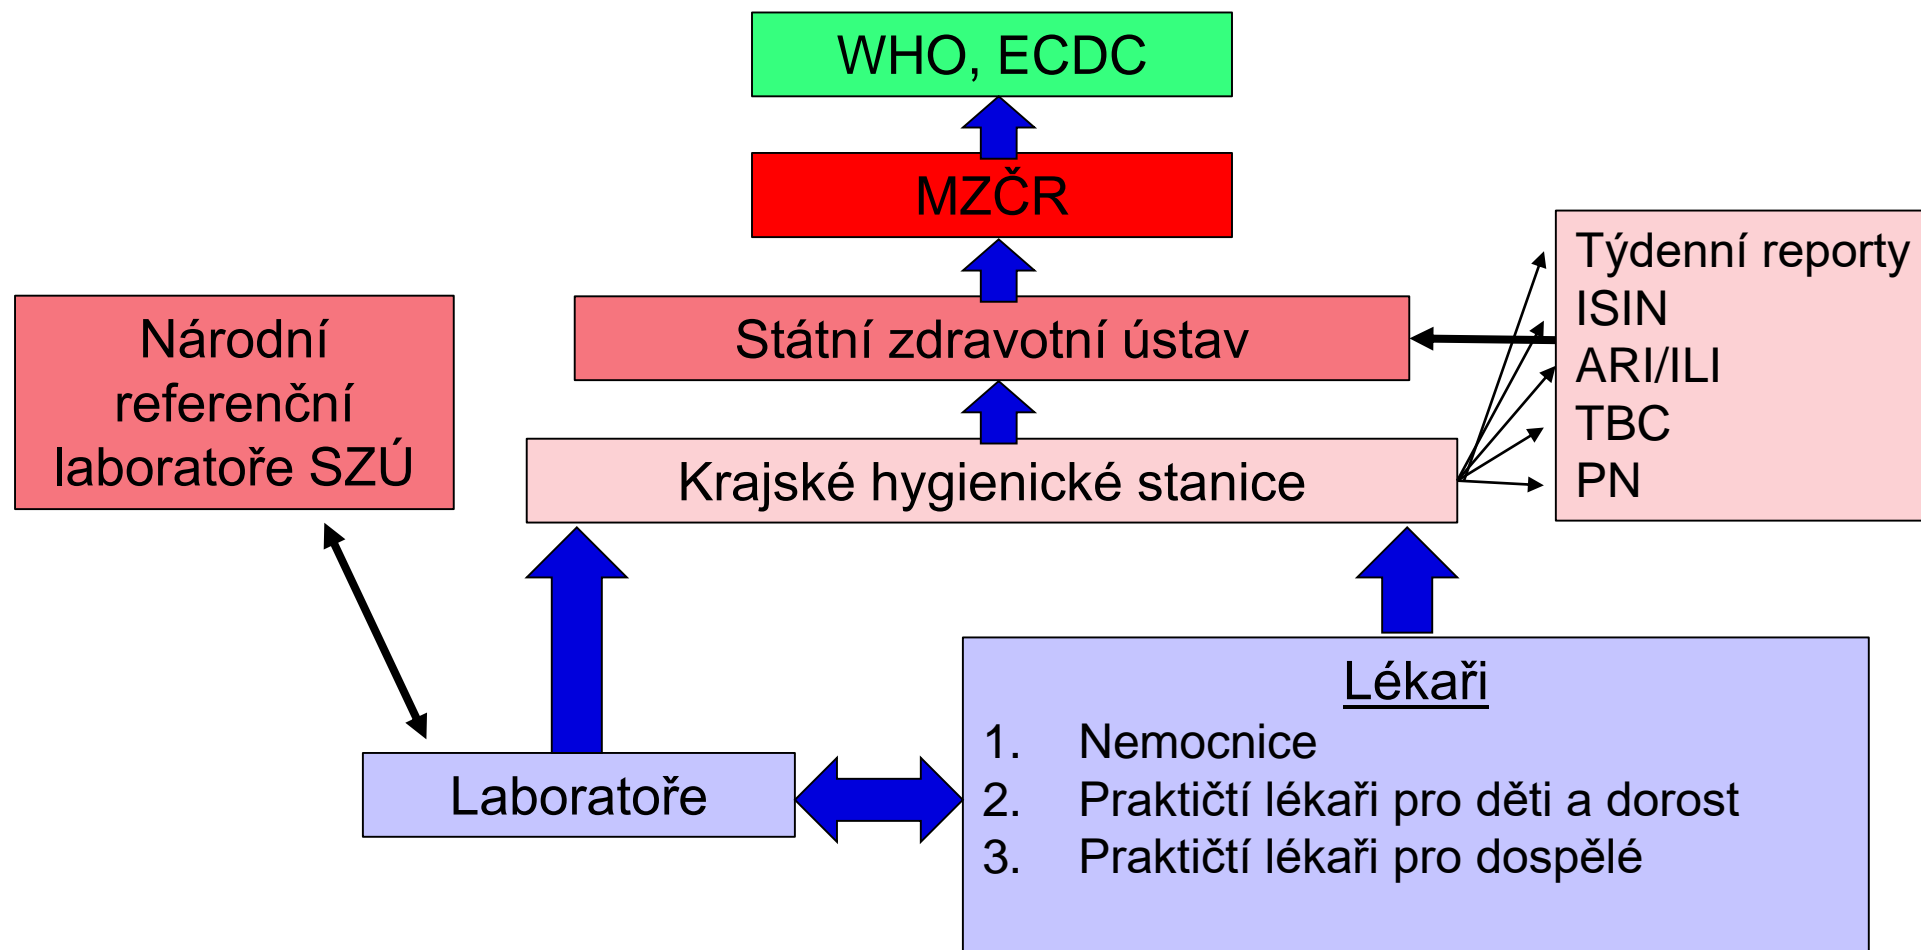 WHO, ECDC
MZČR
Týdenní reporty
ISIN
ARI/ILI
TBC
PN
Národní
referenční
laboratoře SZÚ
Státní zdravotní ústav
Krajské hygienické stanice
Laboratoře
Lékaři
1. Nemocnice
2. Praktičtí lékaři pro děti a dorost
3. Praktičtí lékaři pro dospělé